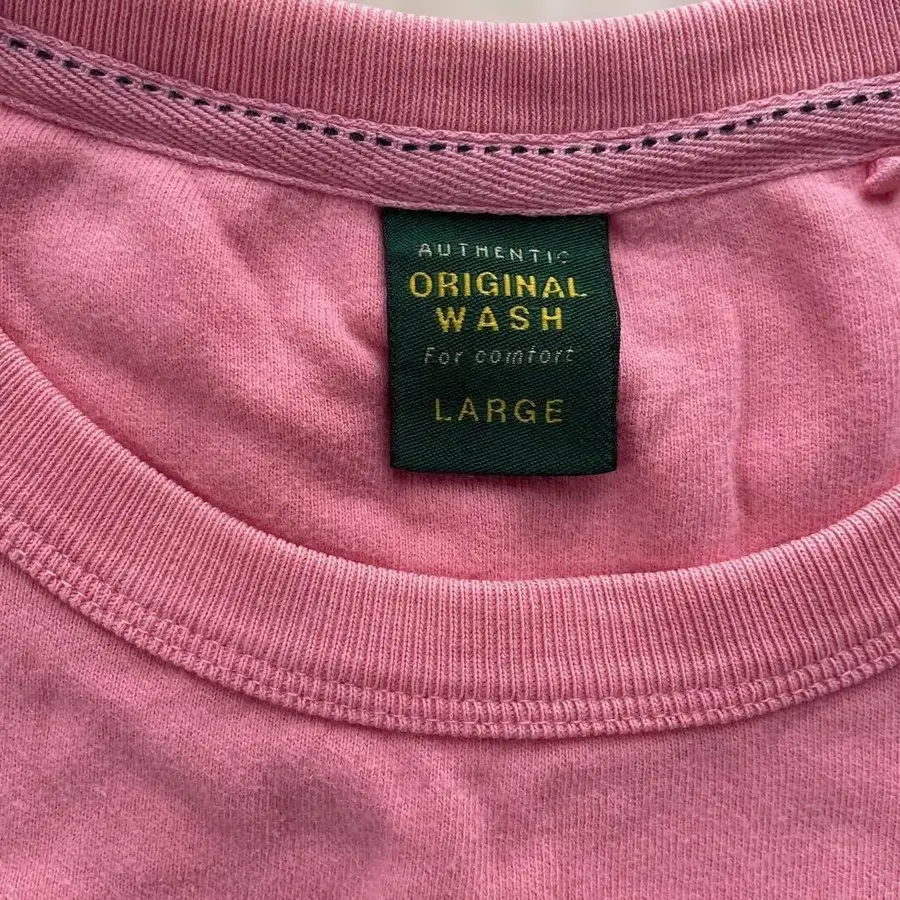 AUTHENTIC
ORIGINAL
WASH
For comfort
LARGE